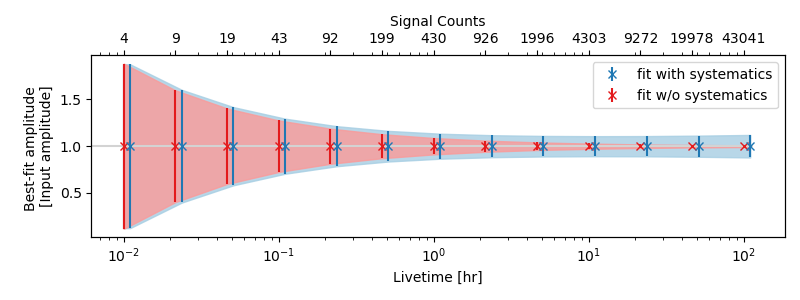 Signal Counts
4 9 19 43 92 199 430 926 1996 4303 9272 19978 43041
fit with systematics
fit w/o systematics
Best-fit amplitude
[Input amplitude]
1.5
1.0
0.5
10⁻² 10⁻¹ 10⁰ 10¹ 10²
Livetime [hr]